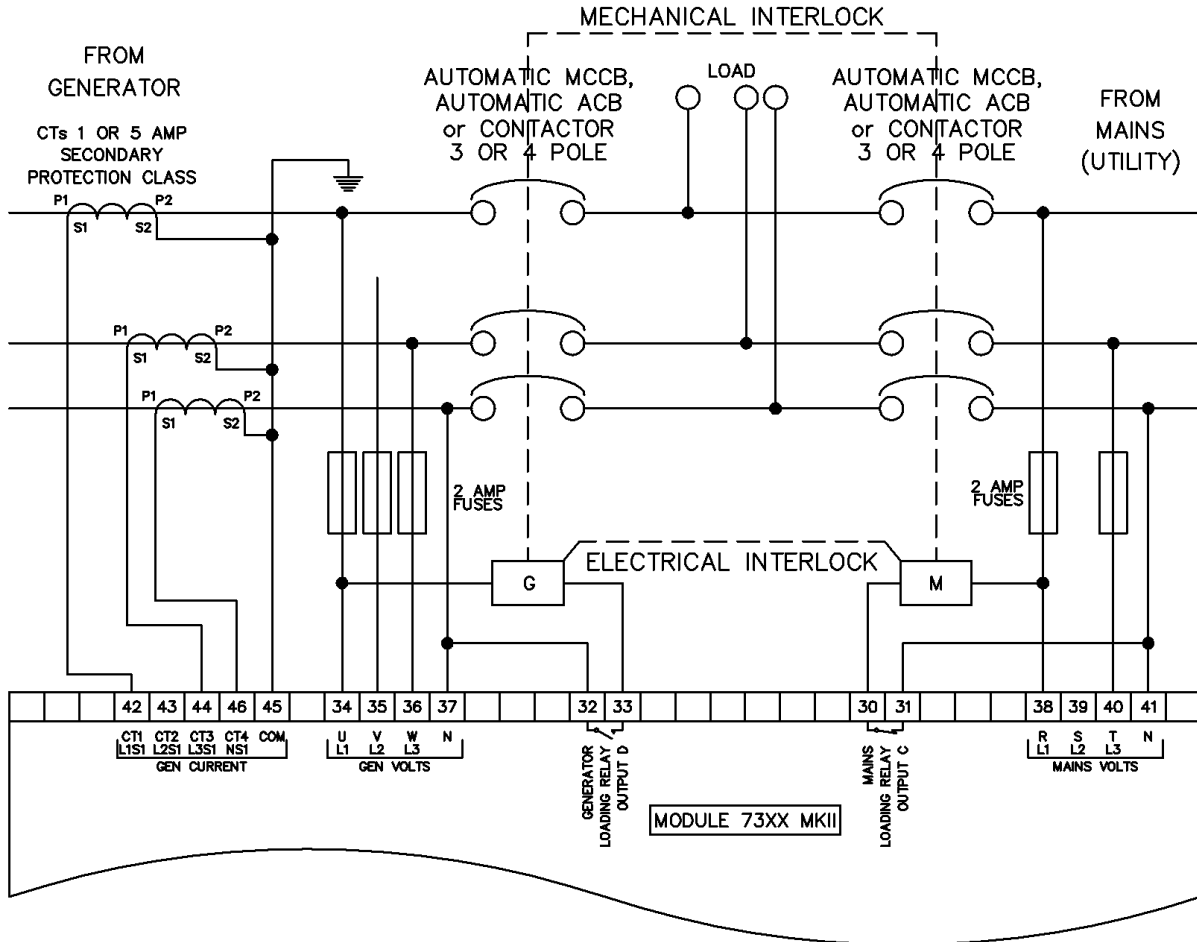 MECHANICAL INTERLOCK
FROM
GENERATOR
CTs 1 OR 5 AMP
SECONDARY
PROTECTION CLASS
AUTOMATIC MCCB,
AUTOMATIC ACB
or CONTACTOR
3 OR 4 POLE
LOAD
AUTOMATIC MCCB,
AUTOMATIC ACB
or CONTACTOR
3 OR 4 POLE
FROM
MAINS
(UTILITY)
P1 P2
S1 S2
P1 P2
S1 S2
P1 P2
S1 S2
2 AMP
FUSES
2 AMP
FUSES
ELECTRICAL INTERLOCK
G
M
42 43 44 46 45 34 35 36 37 32 33 30 31 38 39 40 41
CT1 CT2 CT3 CT4 COM
L1S1 L2S1 L3S1 NS1
GEN CURRENT
U V W N
L1 L2 L3
GEN VOLTS
GENERATOR
LOADING RELAY
OUTPUT D
MAINS
LOADING RELAY
OUTPUT C
R S T N
L1 L2 L3
MAINS VOLTS
MODULE 73XX MKII